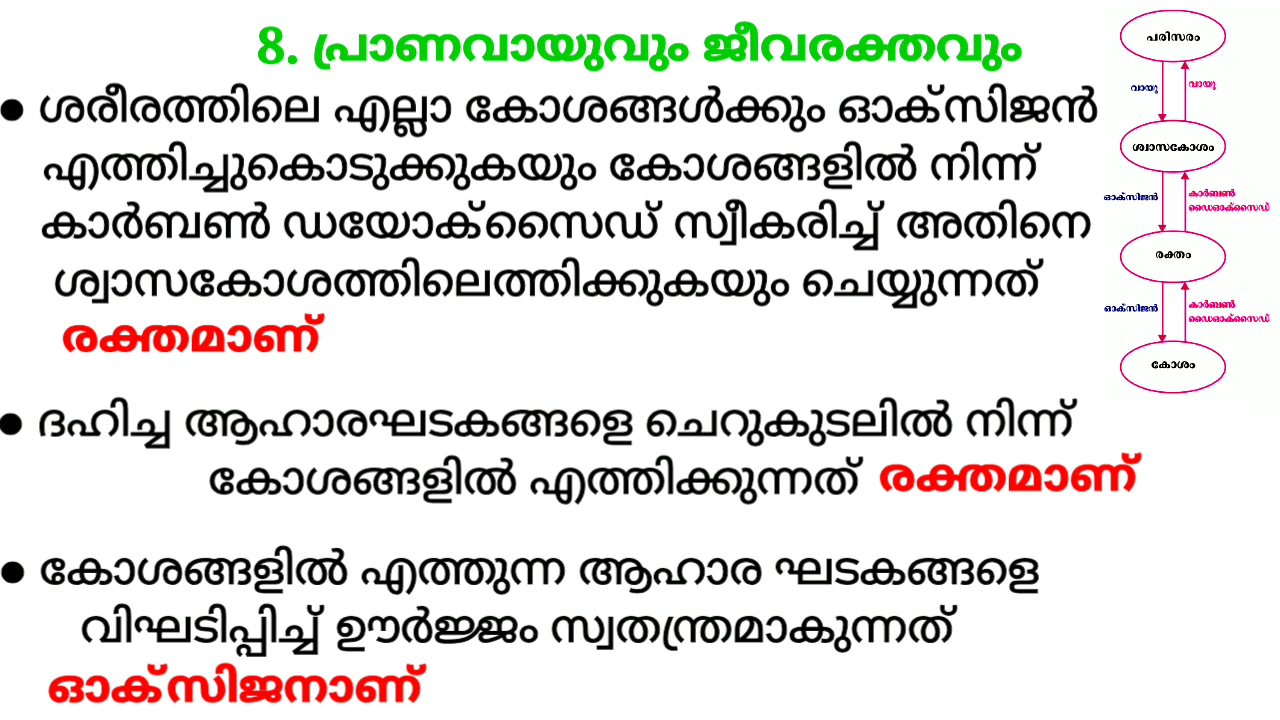 8. പ്രാണവായുവും ജീവരക്തവും
● ശരീരത്തിലെ എല്ലാ കോശങ്ങൾക്കും ഓക്സിജൻ
എത്തിച്ചുകൊടുക്കുകയും കോശങ്ങളിൽ നിന്ന്
കാർബൺ ഡയോക്സൈഡ് സ്വീകരിച്ച് അതിനെ
ശ്വാസകോശത്തിലെത്തിക്കുകയും ചെയ്യുന്നത്
രക്തമാണ്
● ദഹിച്ച ആഹാരഘടകങ്ങളെ ചെറുകുടലിൽ നിന്ന്
കോശങ്ങളിൽ എത്തിക്കുന്നത് രക്തമാണ്
● കോശങ്ങളിൽ എത്തുന്ന ആഹാര ഘടകങ്ങളെ
വിഘടിപ്പിച്ച് ഊർജ്ജം സ്വതന്ത്രമാകുന്നത്
ഓക്സിജനാണ്
പരിസരം
വായു
വായു
ശ്വാസകോശം
ഓക്സിജൻ
കാർബൺ
ഡൈഓക്സൈഡ്
രക്തം
ഓക്സിജൻ
കാർബൺ
ഡൈഓക്സൈഡ്
കോശം